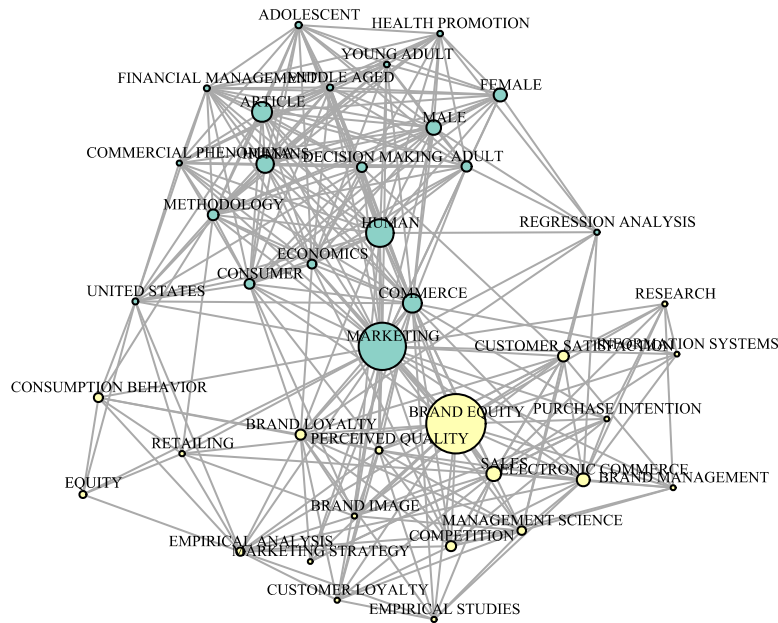 ADOLESCENT
HEALTH PROMOTION
YOUNG ADULT
FINANCIAL MANAGEMENT
MIDDLE AGED
FEMALE
ARTICLE
MALE
COMMERCIAL PHENOMENA
HUMANS
DECISION MAKING
ADULT
METHODOLOGY
HUMAN
REGRESSION ANALYSIS
ECONOMICS
CONSUMER
UNITED STATES
COMMERCE
RESEARCH
MARKETING
CUSTOMER SATISFACTION
INFORMATION SYSTEMS
CONSUMPTION BEHAVIOR
BRAND EQUITY
PURCHASE INTENTION
BRAND LOYALTY
RETAILING
PERCEIVED QUALITY
SALES
ELECTRONIC COMMERCE
BRAND MANAGEMENT
EQUITY
BRAND IMAGE
MANAGEMENT SCIENCE
COMPETITION
EMPIRICAL ANALYSIS
MARKETING STRATEGY
CUSTOMER LOYALTY
EMPIRICAL STUDIES